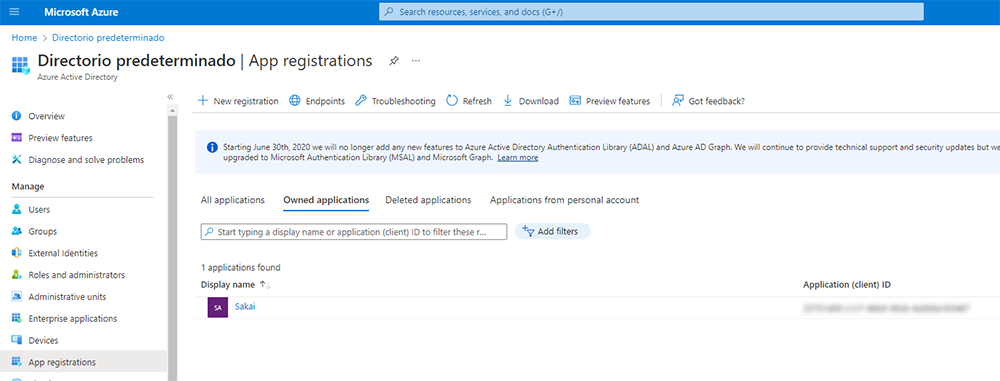 Microsoft Azure
Search resources, services, and docs (G+/)
Home > Directorio predeterminado
Directorio predeterminado | App registrations
Azure Active Directory
Overview
Preview features
Diagnose and solve problems
Manage
Users
Groups
External Identities
Roles and administrators
Administrative units
Enterprise applications
Devices
App registrations
New registration Endpoints Troubleshooting Refresh Download Preview features Got feedback?
Starting June 30th, 2020 we will no longer add any new features to Azure Active Directory Authentication Library (ADAL) and Azure AD Graph. We will continue to provide technical support and security updates but we
upgraded to Microsoft Authentication Library (MSAL) and Microsoft Graph. Learn more
All applications Owned applications Deleted applications Applications from personal account
Start typing a display name or application (client) ID to filter these r... Add filters
1 applications found
Display name Application (client) ID
SA Sakai